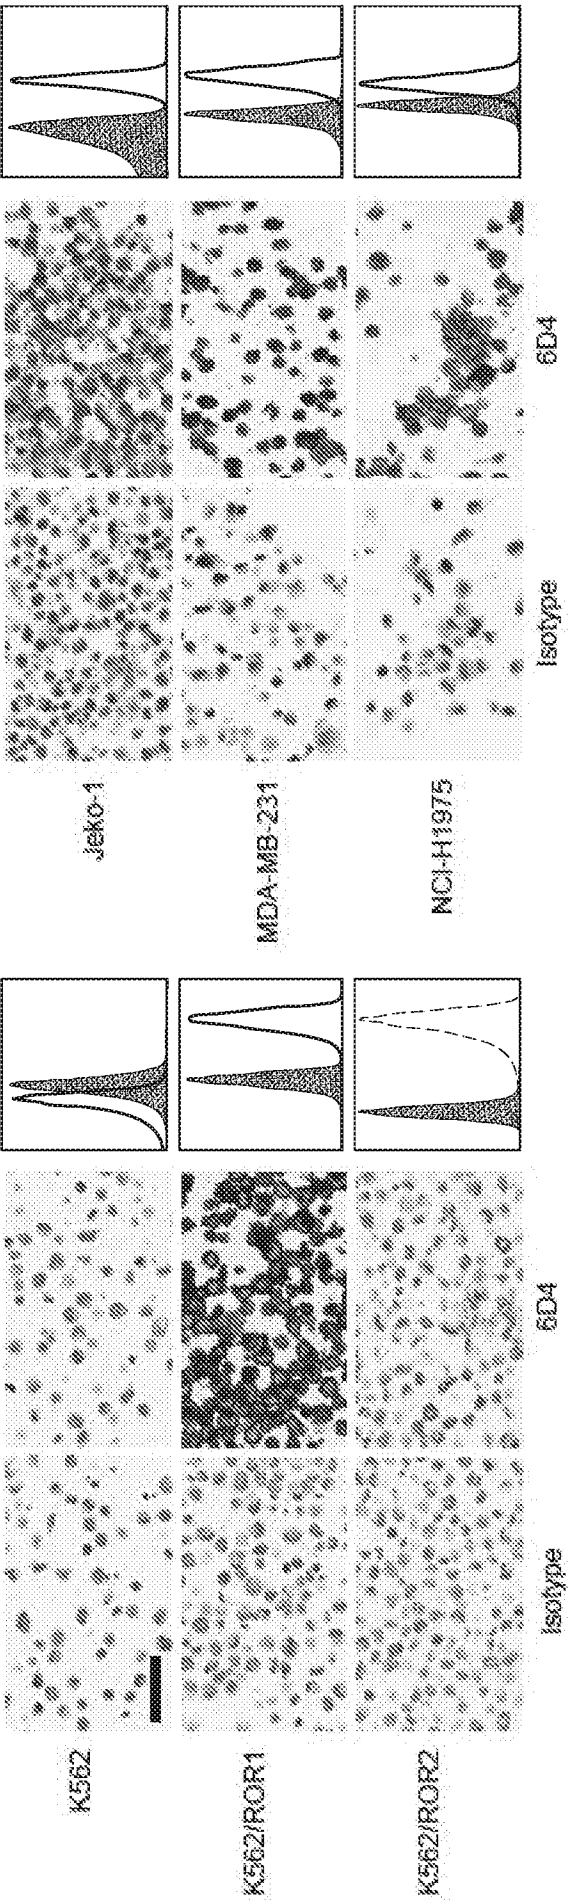 K562
K562/ROR1
K562/ROR2
Isotype
6D4
Jeko-1
MDA-MB-231
NCI-H1975
Isotype
6D4